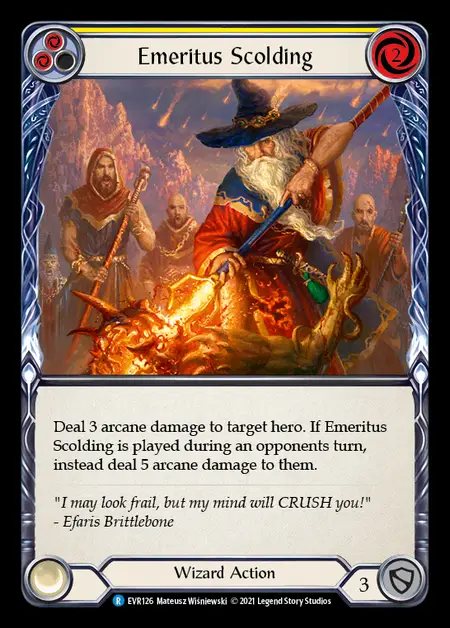 Emeritus Scolding
2
Deal 3 arcane damage to target hero. If Emeritus
Scolding is played during an opponents turn,
instead deal 5 arcane damage to them.
"I may look frail, but my mind will CRUSH you!"
- Efaris Brittlebone
Wizard Action
3
R EVR126 Mateusz Wiśniewski © 2021 Legend Story Studios